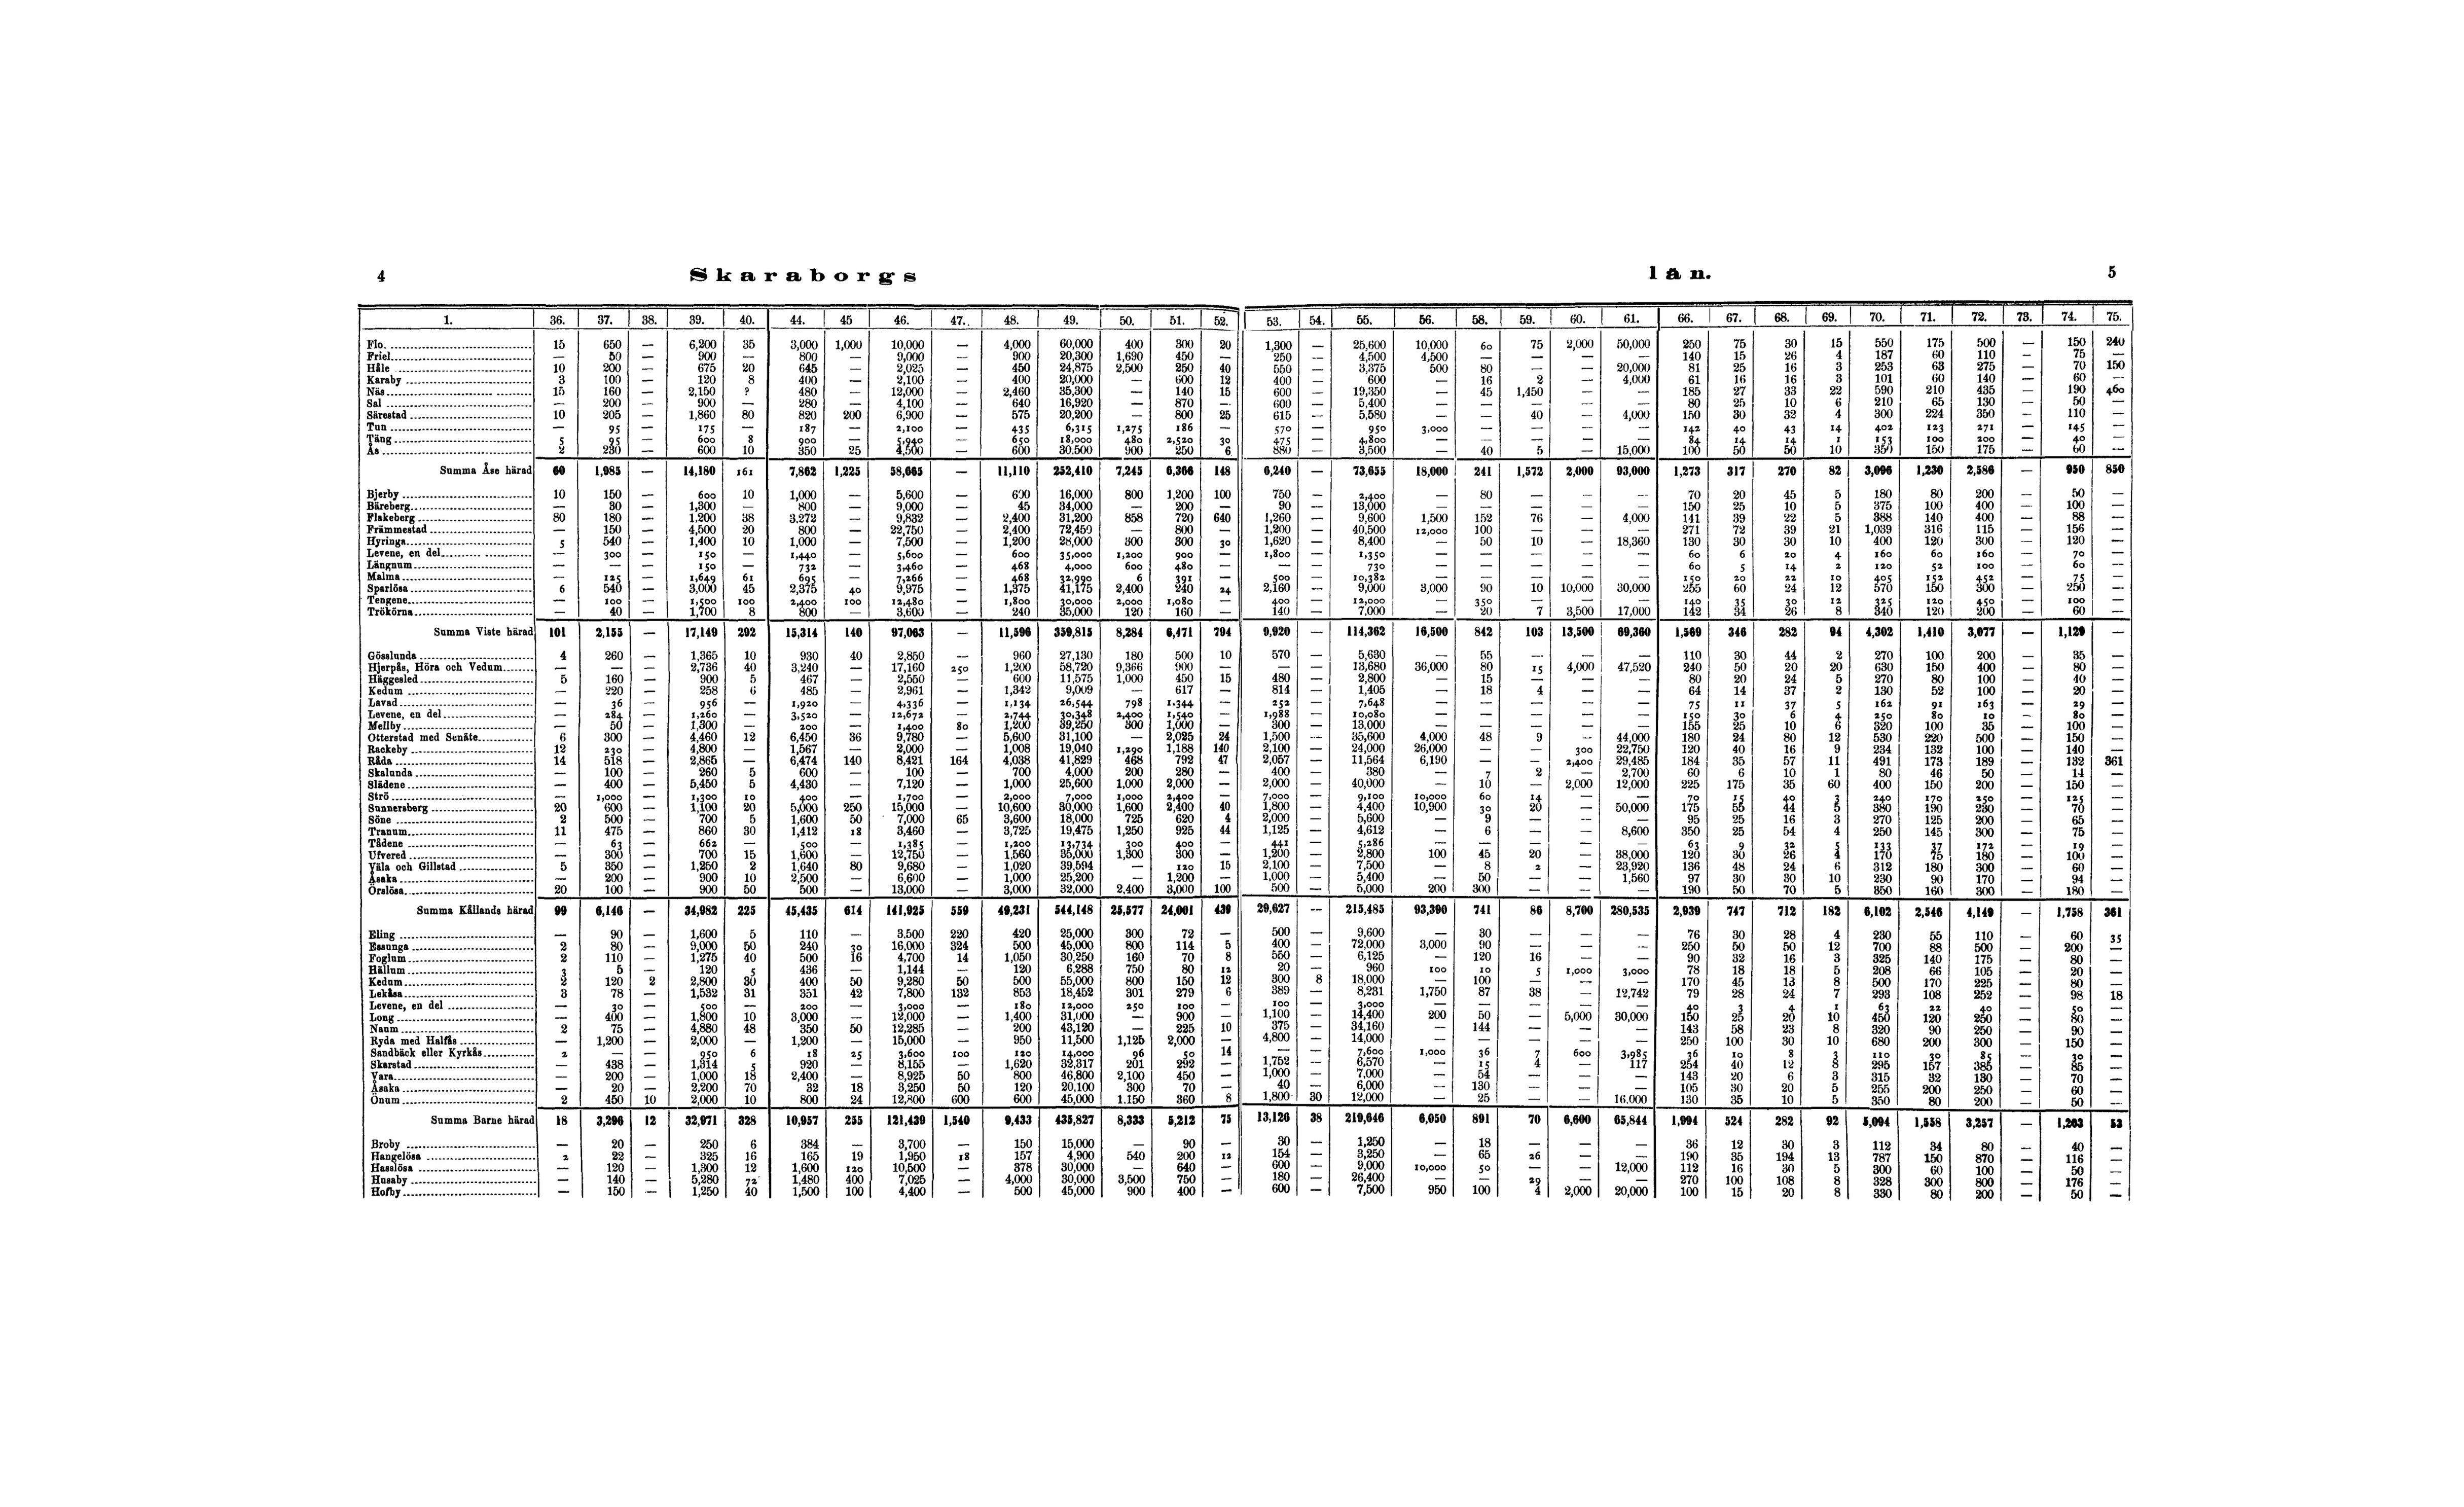 4 Skaraborgs län. 5
1. 36. 37. 38. 39. 40. 44. 45 46. 47. 48. 49. 50. 51. 52. 53. 54. 55. 56. 58. 59. 60. 61. 66. 67. 68. 69. 70. 71. 72. 73. 74. 75.
Flo. 15 650 — 6,200 35 3,000 1,000 10,000 — 4,000 60,000 400 300 20 1,300 — 25,600 10,000 60 75 2,000 50,000 250 75 30 15 550 175 500 — 150 240
Friel — 50 — 900 — 800 — 9,000 — 900 20,300 1,690 450 — 250 — 4,500 4,500 — — — — 140 15 26 4 187 60 110 — 75 —
Håle 10 200 — 675 20 645 — 2,025 — 450 24,875 2,500 250 40 550 — 3,375 500 80 — — 20,000 81 25 16 3 253 63 275 — 70 150
Karaby 3 100 — 120 8 400 — 2,100 — 400 20,000 — 600 12 400 — 600 — 16 2 — 4,000 61 16 16 3 101 60 140 — 60 —
Näs 15 160 — 2,150 ? 480 — 12,000 — 2,460 35,300 — 140 15 600 — 19,350 — 45 1,450 — — 185 27 33 22 590 210 435 — 190 460
Sal — 200 — 900 — 280 — 4,100 — 640 16,920 — 870 — 600 — 5,400 — — — — — 80 25 10 6 210 65 130 — 50 —
Särestad 10 205 — 1,860 80 820 200 6,900 — 575 20,200 — 800 25 615 — 5,580 — — 40 — 4,000 150 30 32 4 300 224 350 — 110 —
Tun — 95 — 175 — 187 — 2,100 — 435 6,315 1,275 186 — 570 — 950 3,000 — — — — 142 40 43 14 402 123 271 — 145 —
Täng 5 95 — 600 8 900 — 5,940 — 650 18,000 480 2,520 30 475 — 4,800 — — — — — 84 14 14 1 153 100 200 — 40 —
Ås 2 230 — 600 10 350 25 4,500 — 600 30,500 900 250 6 880 — 3,500 — 40 5 — 15,000 100 50 50 10 350 150 175 — 60 —
Summa Åse härad 60 1,985 — 14,180 161 7,862 1,225 58,665 — 11,110 252,410 7,245 6,366 148 6,240 — 73,655 18,000 241 1,572 2,000 93,000 1,273 317 270 82 3,096 1,230 2,586 — 950 850
Bjerby 10 150 — 600 10 1,000 — 5,600 — 600 16,000 800 1,200 100 750 — 2,400 — 80 — — — 70 20 45 5 180 80 200 — 50 —
Bäreberg — 30 — 1,300 — 800 — 9,000 — 45 34,000 — 200 — 90 — 13,000 — — — — — 150 25 10 5 375 100 400 — 100 —
Flakeberg 80 180 — 1,200 38 3,272 — 9,832 — 2,400 31,200 858 720 640 1,260 — 9,600 1,500 152 76 — 4,000 141 39 22 5 388 140 400 — 88 —
Främmestad — 150 — 4,500 20 800 — 22,750 — 2,400 72,450 — 800 — 1,200 — 40,500 12,000 100 — — — 271 72 39 21 1,039 316 115 — 156 —
Hyringa 5 540 — 1,400 10 1,000 — 7,500 — 1,200 28,000 300 300 30 1,620 — 8,400 — 50 10 — 18,360 130 30 30 10 400 120 300 — 120 —
Levene, en del — 300 — 150 — 1,440 — 5,600 — 600 35,000 1,200 900 — 1,800 — 1,350 — — — — — 60 6 20 4 160 60 160 — 70 —
Längnum — — — 150 — 732 — 3,460 — 468 4,000 600 480 — — — 730 — — — — — 60 5 14 2 120 52 100 — 60 —
Malma — 125 — 1,649 61 695 — 7,266 — 468 32,990 6 391 — 500 — 10,382 — — — — — 150 20 22 10 405 152 452 — 75 —
Sparlösa 6 540 — 3,000 45 2,375 40 9,975 — 1,375 41,175 2,400 240 24 2,160 — 9,000 3,000 90 10 10,000 30,000 255 60 24 12 570 150 300 — 250 —
Tengene — 100 — 1,500 100 2,400 100 12,480 — 1,800 30,000 2,000 1,080 — 400 — 12,000 — 350 — — — 140 35 30 12 325 120 450 — 100 —
Trökörna — 40 — 1,700 8 800 — 3,600 — 240 35,000 120 160 — 140 — 7,000 — 20 7 3,500 17,000 142 34 26 8 340 120 200 — 60 —
Summa Viste härad 101 2,155 — 17,149 292 15,314 140 97,063 — 11,596 359,815 8,284 6,471 794 9,920 — 114,362 16,500 842 103 13,500 69,360 1,569 346 282 94 4,302 1,410 3,077 — 1,129 —
Gösslunda 4 260 — 1,365 10 930 40 2,850 — 960 27,130 180 500 10 570 — 5,630 — 55 — — — 110 30 44 2 270 100 200 — 35 —
Hjerpås, Höra och Vedum — — — 2,736 40 3,240 — 17,160 250 1,200 58,720 9,366 900 — — — 13,680 36,000 80 15 4,000 47,520 240 50 20 20 630 150 400 — 80 —
Häggesled 5 160 — 900 5 467 — 2,550 — 600 11,575 1,000 450 15 480 — 2,800 — 15 — — — 80 20 24 5 270 80 100 — 40 —
Kedum — 220 — 258 6 485 — 2,961 — 1,342 9,009 — 617 — 814 — 1,405 — 18 4 — — 64 14 37 2 130 52 100 — 20 —
Lavad — 36 — 956 — 1,920 — 4,336 — 1,134 26,544 798 1,344 — 252 — 7,648 — — — — — 75 11 37 5 162 91 163 — 29 —
Levene, en del — 284 — 1,260 — 3,520 — 12,672 — 2,744 30,348 2,400 1,540 — 1,988 — 10,080 — — — — — 150 30 6 4 250 80 10 — 80 —
Mellby — 50 — 1,300 — 200 — 1,400 80 1,200 39,250 300 1,000 — 300 — 13,000 — — — — — 155 25 10 6 320 100 35 — 100 —
Otterstad med Senäte 6 300 — 4,460 12 6,450 36 9,780 — 5,600 31,100 — 2,025 24 1,500 — 35,600 4,000 48 9 — 44,000 180 24 80 12 530 220 500 — 150 —
Rackeby 12 230 — 4,800 — 1,567 — 2,000 — 1,008 19,040 1,290 1,188 140 2,100 — 24,000 26,000 — — 300 22,750 120 40 16 9 234 132 100 — 140 —
Råda 14 518 — 2,865 — 6,474 140 8,421 164 4,038 41,829 468 792 47 2,057 — 11,564 6,190 — — 2,400 29,485 184 35 57 11 491 173 189 — 132 361
Skalunda — 100 — 260 5 600 — 100 — 700 4,000 200 280 — 400 — 380 — 7 2 — 2,700 60 6 10 1 80 46 50 — 14 —
Slädene — 400 — 5,450 5 4,430 — 7,120 — 1,000 25,600 1,000 2,000 — 2,000 — 40,000 — 10 — 2,000 12,000 225 175 35 60 400 150 200 — 150 —
Strö — 1,000 — 1,300 10 400 — 1,700 — 2,000 7,000 1,000 2,400 — 7,000 — 9,100 10,000 60 14 — — 70 15 40 3 240 170 250 — 125 —
Sunnersberg 20 600 — 1,100 20 5,000 250 15,000 — 10,600 30,000 1,600 2,400 40 1,800 — 4,400 10,900 30 20 — 50,000 175 55 44 5 380 190 230 — 70 —
Söne 2 500 — 700 5 1,600 50 7,000 65 3,600 18,000 725 620 4 2,000 — 5,600 — 9 — — — 95 25 16 3 270 125 200 — 65 —
Tranum 11 475 — 860 30 1,412 18 3,460 — 3,725 19,475 1,250 925 44 1,125 — 4,612 — 6 — — 8,600 350 25 54 4 250 145 300 — 75 —
Tådene — 63 — 662 — 500 — 1,385 — 1,200 13,734 300 400 — 441 — 5,286 — — — — — 63 9 32 5 133 37 172 — 19 —
Ufvered — 300 — 700 15 1,600 — 12,750 — 1,560 35,000 1,300 300 — 1,200 — 2,800 100 45 20 — 38,000 120 30 26 4 170 75 180 — 100 —
Väla och Gillstad 5 350 — 1,250 2 1,640 80 9,680 — 1,020 39,594 — 120 15 2,100 — 7,500 — 8 2 — 23,920 136 48 24 6 312 180 300 — 60 —
Åsaka — 200 — 900 10 2,500 — 6,600 — 1,000 25,200 — 1,200 — 1,000 — 5,400 — 50 — — 1,560 97 30 30 10 230 90 170 — 94 —
Örslösa 20 100 — 900 50 500 — 13,000 — 3,000 32,000 2,400 3,000 100 500 — 5,000 200 300 — — — 190 50 70 5 850 160 300 — 180 —
Summa Kållands härad 99 6,146 — 34,982 225 45,435 614 141,925 559 49,231 544,148 25,577 24,001 439 29,627 — 215,485 93,390 741 86 8,700 280,535 2,939 747 712 182 6,102 2,546 4,149 — 1,758 361
Eling — 90 — 1,600 5 110 — 3,500 220 420 25,000 300 72 — 500 — 9,600 — 30 — — — 76 30 28 4 230 55 110 — 60 35
Essunga 2 80 — 9,000 50 240 30 16,000 324 500 45,000 800 114 5 400 — 72,000 3,000 90 — — — 250 50 50 12 700 88 500 — 200 —
Foglum 2 110 — 1,275 40 500 16 4,700 14 1,050 30,250 160 70 8 550 — 6,125 — 120 16 — — 90 32 16 3 325 140 175 — 80 —
Hällum 3 5 — 120 5 436 — 1,144 — 120 6,288 750 80 12 20 — 960 100 10 5 1,000 3,000 78 18 18 5 208 66 105 — 20 —
Kedum 2 120 2 2,800 30 400 50 9,280 50 500 55,000 800 150 12 300 8 18,000 — 100 — — — 170 45 13 8 500 170 225 — 80 —
Lekåsa 3 78 — 1,532 31 351 42 7,800 132 853 18,452 301 279 6 389 — 8,231 1,750 87 38 — 12,742 79 28 24 7 293 108 252 — 98 18
Levene, en del — 30 — 500 — 200 — 3,000 — 180 12,000 250 100 — 100 — 3,000 — — — — — 40 3 4 1 63 22 40 — 50 —
Long — 400 — 1,800 10 3,000 — 12,000 — 1,400 31,000 — 900 — 1,100 — 14,400 200 50 — 5,000 30,000 150 25 20 10 450 120 250 — 80 —
Naum 2 75 — 4,880 48 350 50 12,285 — 200 43,120 — 225 10 375 — 34,160 — 144 — — — 143 58 23 8 320 90 250 — 90 —
Ryda med Halfås — 1,200 — 2,000 — 1,200 — 15,000 — 950 11,500 1,125 2,000 — 4,800 — 14,000 — — — — — 250 100 30 10 680 200 300 — 150 —
Sandbäck eller Kyrkås 2 — — 950 6 18 25 3,600 100 120 14,000 96 50 14 — — 7,600 1,000 36 7 600 3,985 36 10 8 3 110 30 85 — 30 —
Skarstad — 438 — 1,314 5 920 — 8,155 — 1,620 32,317 201 292 — 1,752 — 6,570 — 15 4 — 117 254 40 12 8 295 157 385 — 85 —
Vara — 200 — 1,000 18 2,400 — 8,925 50 800 46,800 2,100 450 — 1,000 — 7,000 — 54 — — — 143 20 6 3 315 32 130 — 70 —
Åsaka — 20 — 2,200 70 32 18 3,250 50 120 20,100 300 70 — 40 — 6,000 — 130 — — — 105 30 20 5 255 200 250 — 60 —
Önum 2 450 10 2,000 10 800 24 12,800 600 600 45,000 1.150 360 8 1,800 30 12,000 — 25 — — 16.000 130 35 10 5 350 80 200 — 50 —
Summa Barne härad 18 3,296 12 32,971 328 10,957 255 121,439 1,540 9,433 435,827 8,333 5,212 75 13,126 38 219,646 6,050 891 70 6,600 65,844 1,994 524 282 92 5,094 1,558 3,257 — 1,203 53
Broby — 20 — 250 6 384 — 3,700 — 150 15,000 — 90 — 30 — 1,250 — 18 — — — 36 12 30 3 112 34 80 — 40 —
Hangelösa 2 22 — 325 16 165 19 1,950 18 157 4,900 540 200 12 154 — 3,250 — 65 26 — — 190 35 194 13 787 150 870 — 116 —
Hasslösa — 120 — 1,300 12 1,600 120 10,500 — 378 30,000 — 640 — 600 — 9,000 10,000 50 — — 12,000 112 16 30 5 300 60 100 — 50 —
Husaby — 140 — 5,280 72 1,480 400 7,025 — 4,000 30,000 3,500 750 — 180 — 26,400 — — 29 — — 270 100 108 8 328 300 800 — 176 —
Hofby — 150 — 1,250 40 1,500 100 4,400 — 500 45,000 900 400 — 600 — 7,500 950 100 4 2,000 20,000 100 15 20 8 330 80 200 — 50 —